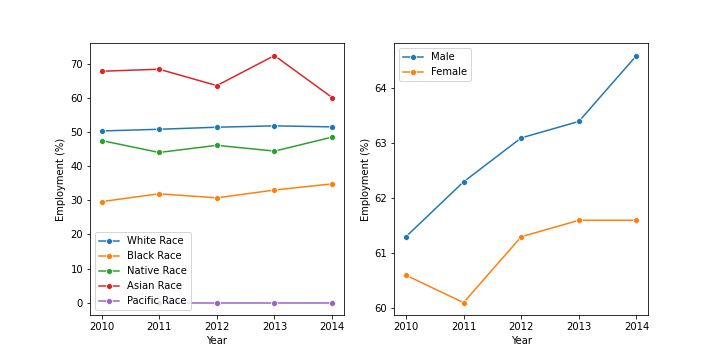 70
60
50
40
30
20
10
0
Employment (%)
White Race
Black Race
Native Race
Asian Race
Pacific Race
2010 2011 2012 2013 2014
Year
64
63
62
61
60
Employment (%)
Male
Female
2010 2011 2012 2013 2014
Year